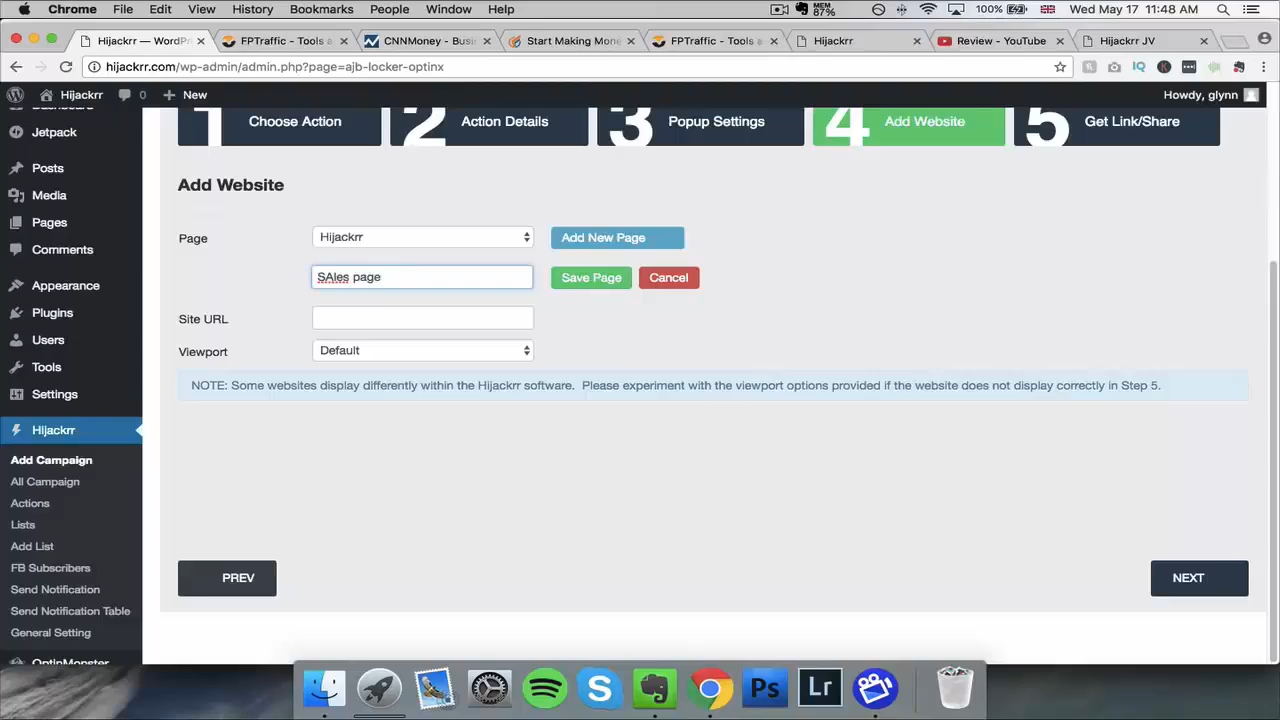 Chrome File Edit View History Bookmarks People Window Help MEM 87% 100% Wed May 17 11:48 AM
Hijackrr — WordPr FPTraffic - Tools a CNNMoney - Busi Start Making Mone FPTraffic - Tools a Hijackrr Review - YouTube Hijackrr JV
hijackrr.com/wp-admin/admin.php?page=ajb-locker-optinx IQ K
Hijackrr 0 New Howdy, glynn
Jetpack
Posts
Media
Pages
Comments
Appearance
Plugins
Users
Tools
Settings
Hijackrr
Add Campaign
All Campaign
Actions
Lists
Add List
FB Subscribers
Send Notification
Send Notification Table
General Setting
OptinMonster
1 Choose Action 2 Action Details 3 Popup Settings 4 Add Website 5 Get Link/Share
Add Website
Page Hijackrr Add New Page
SAles page Save Page Cancel
Site URL
Viewport Default
NOTE: Some websites display differently within the Hijackrr software. Please experiment with the viewport options provided if the website does not display correctly in Step 5.
PREV NEXT
S Ps Lr